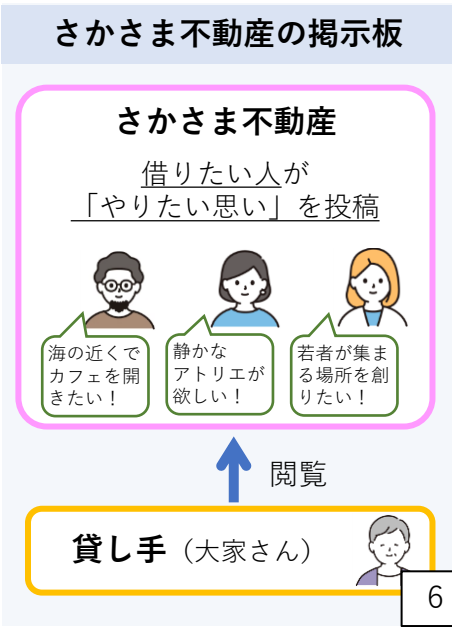 さかさま不動産の掲示板
さかさま不動産
借りたい人が
「やりたい思い」を投稿
海の近くで
カフェを開
きたい！
静かな
アトリエが
欲しい！
若者が集ま
る場所を創
りたい！
閲覧
貸し手（大家さん）
6